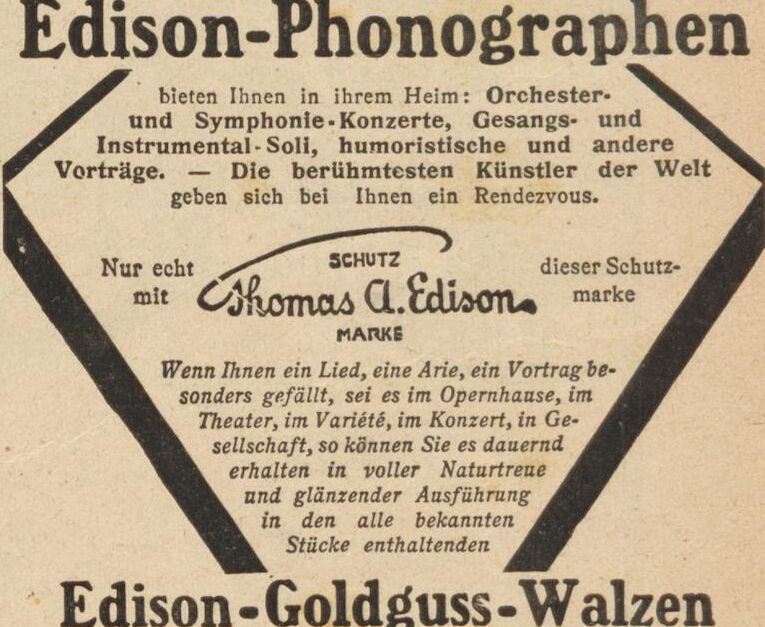 Edison-Phonographen
bieten Ihnen in ihrem Heim: Orchester-
und Symphonie-Konzerte, Gesangs- und
Instrumental-Soli, humoristische und andere
Vorträge. — Die berühmtesten Künstler der Welt
geben sich bei Ihnen ein Rendezvous.
Nur echt
mit
SCHUTZ
Thomas A. Edison.
MARKE
dieser Schutz-
marke
Wenn Ihnen ein Lied, eine Arie, ein Vortrag be-
sonders gefällt, sei es im Opernhause, im
Theater, im Variété, im Konzert, in Ge-
sellschaft, so können Sie es dauernd
erhalten in voller Naturtreue
und glänzender Ausführung
in den alle bekannten
Stücke enthaltenden
Edison-Goldguss-Walzen